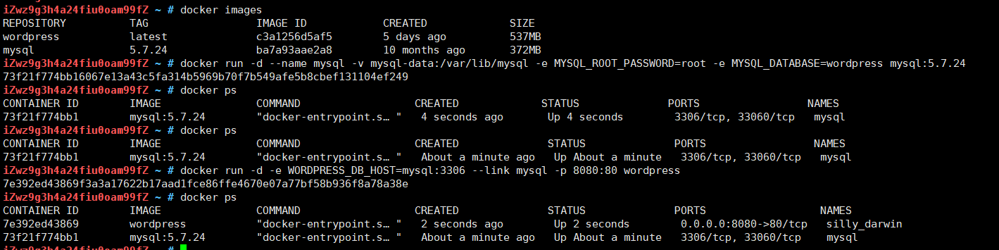 iZwz9g3h4a24fiu0oam99fZ ~ # docker images
REPOSITORY TAG IMAGE ID CREATED SIZE
wordpress latest c3a1256d5af5 5 days ago 537MB
mysql 5.7.24 ba7a93aae2a8 10 months ago 372MB
iZwz9g3h4a24fiu0oam99fZ ~ # docker run -d --name mysql -v mysql-data:/var/lib/mysql -e MYSQL_ROOT_PASSWORD=root -e MYSQL_DATABASE=wordpress mysql:5.7.24
73f21f774bb16067e13a43c5fa314b5969b70f7b549afe5b8cbef131104ef249
iZwz9g3h4a24fiu0oam99fZ ~ # docker ps
CONTAINER ID IMAGE COMMAND CREATED STATUS PORTS NAMES
73f21f774bb1 mysql:5.7.24 "docker-entrypoint.s… " 4 seconds ago Up 4 seconds 3306/tcp, 33060/tcp mysql
iZwz9g3h4a24fiu0oam99fZ ~ # docker ps
CONTAINER ID IMAGE COMMAND CREATED STATUS PORTS NAMES
73f21f774bb1 mysql:5.7.24 "docker-entrypoint.s… " About a minute ago Up About a minute 3306/tcp, 33060/tcp mysql
iZwz9g3h4a24fiu0oam99fZ ~ # docker run -d -e WORDPRESS_DB_HOST=mysql:3306 --link mysql -p 8080:80 wordpress
7e392ed43869f3a3a17622b17aad1fce86ffe4670e07a77bf58b936f8a78a38e
iZwz9g3h4a24fiu0oam99fZ ~ # docker ps
CONTAINER ID IMAGE COMMAND CREATED STATUS PORTS NAMES
7e392ed43869 wordpress "docker-entrypoint.s… " 2 seconds ago Up 2 seconds 0.0.0.0:8080->80/tcp silly_darwin
73f21f774bb1 mysql:5.7.24 "docker-entrypoint.s… " About a minute ago Up About a minute 3306/tcp, 33060/tcp mysql
iZwz9g3h4a24fiu0oam99fZ ~ #